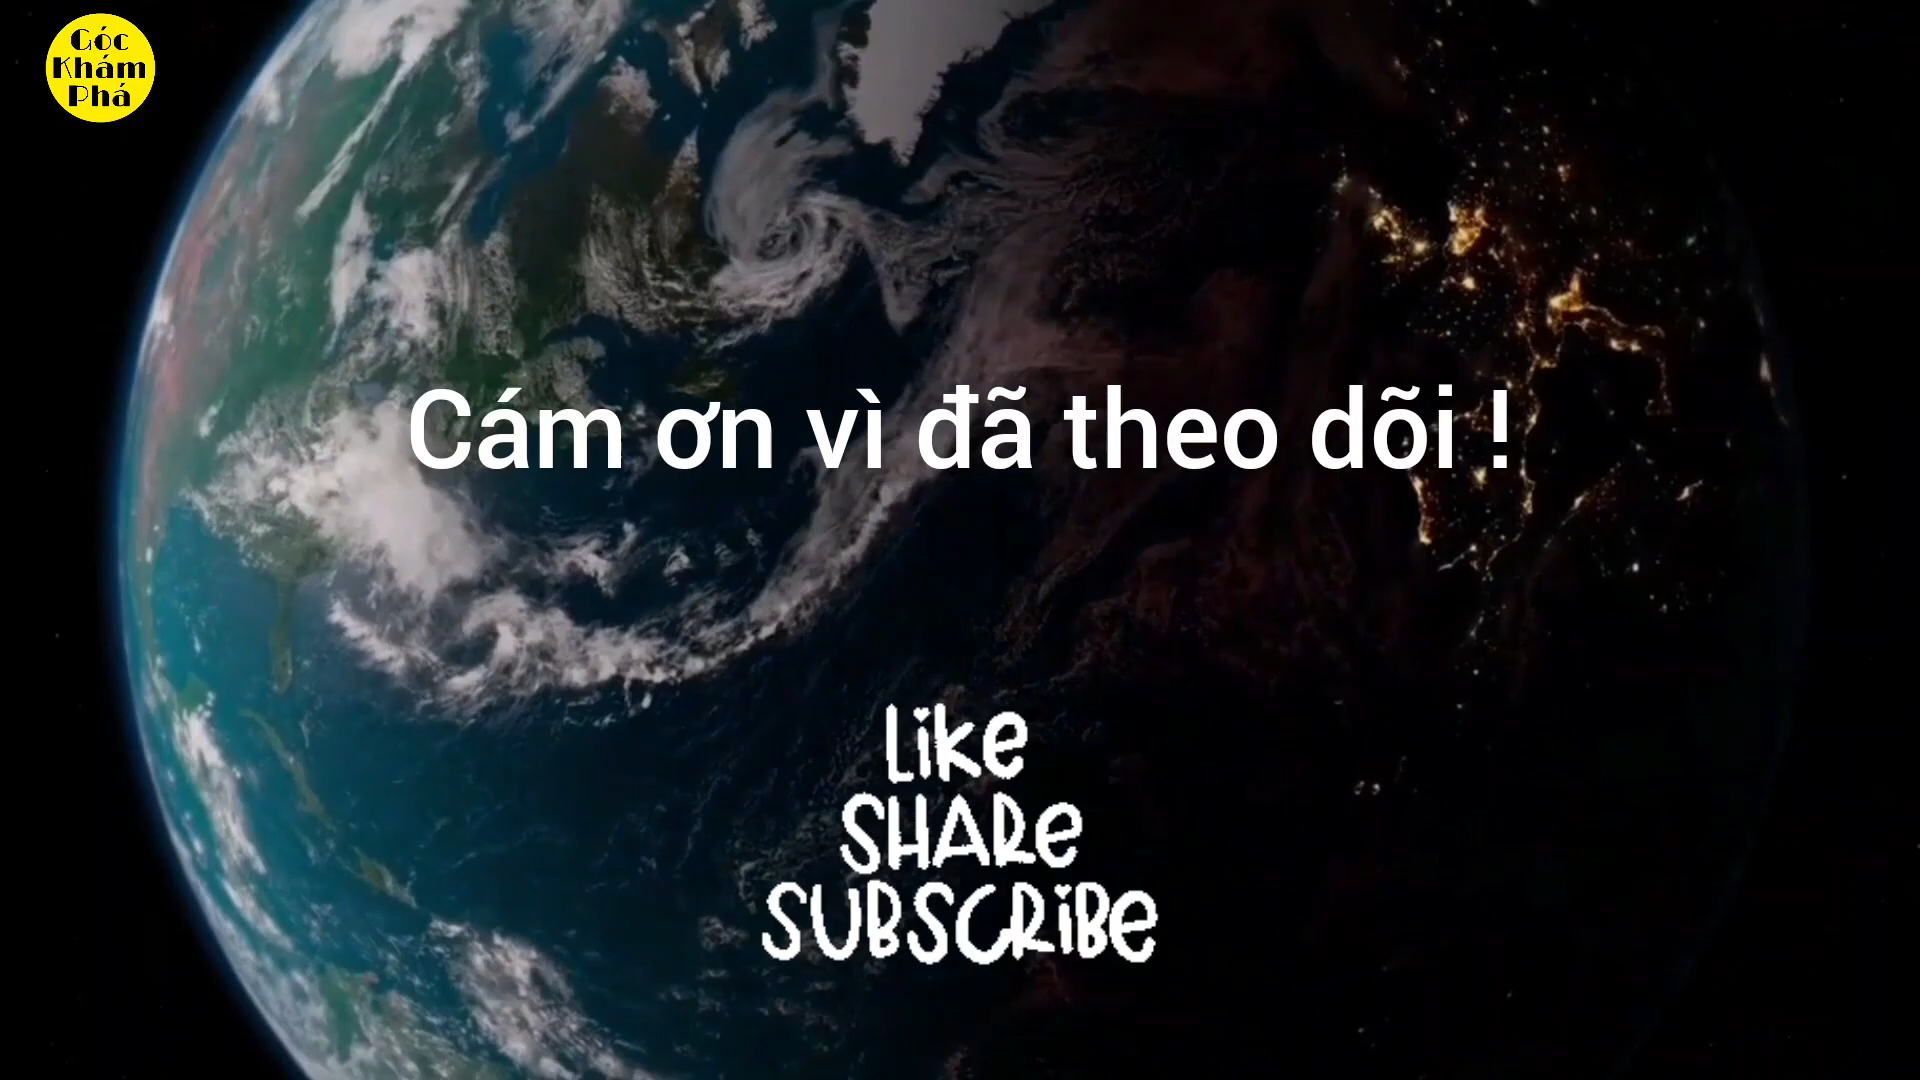 Góc
Khám
Phá
Cám ơn vì đã theo dõi !
Like
SHARe
SUBSCRiBe